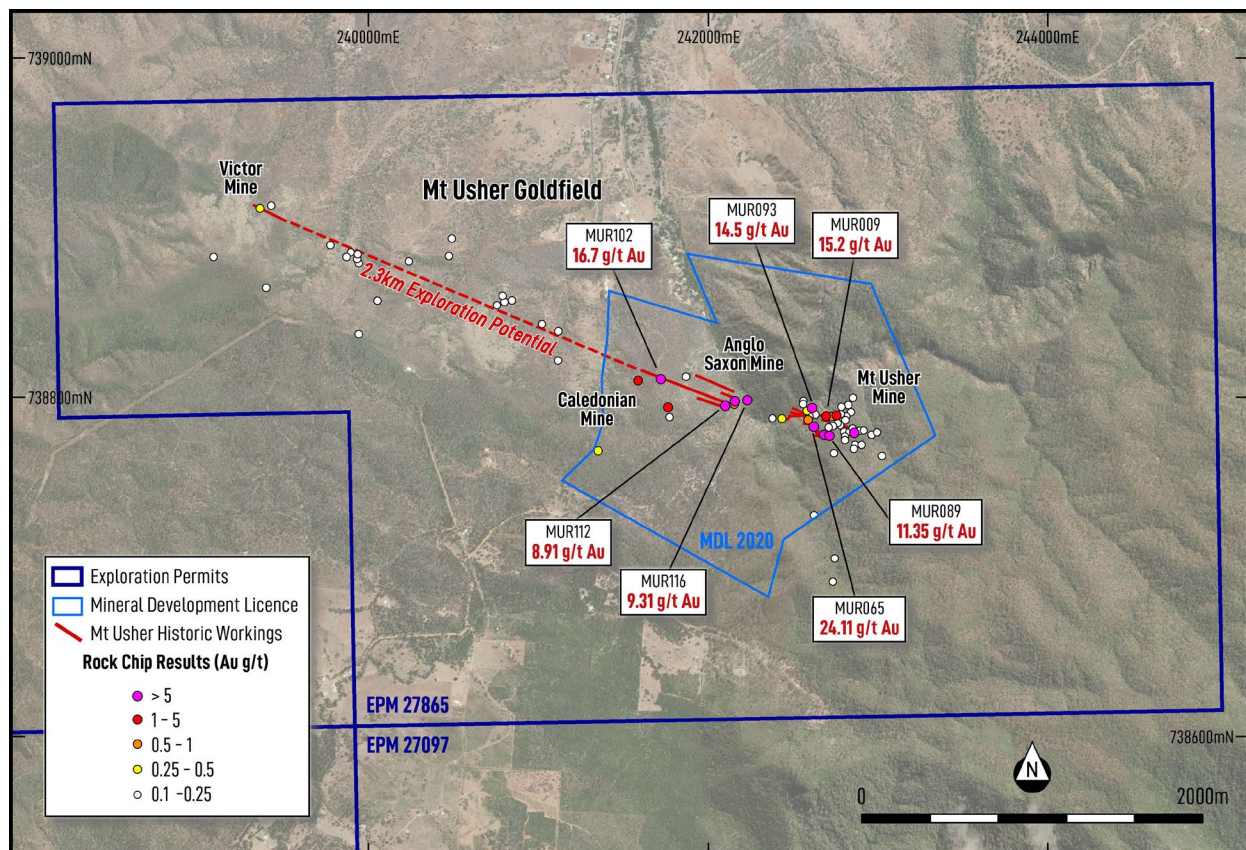 240000mE
242000mE
244000mE
739000mN
Victor
Mine
Mt Usher Goldfield
MUR102
16.7 g/t Au
MUR093
14.5 g/t Au
MUR009
15.2 g/t Au
2.3km Exploration Potential
Anglo
Saxon Mine
Mt Usher
Mine
738800mN
Caledonian
Mine
MUR112
8.91 g/t Au
MDL 2020
MUR089
11.35 g/t Au
MUR116
9.31 g/t Au
MUR065
24.11 g/t Au
Exploration Permits
Mineral Development Licence
Mt Usher Historic Workings
Rock Chip Results (Au g/t)
> 5
1 - 5
0.5 - 1
0.25 - 0.5
0.1 -0.25
EPM 27865
EPM 27097
738600mN
N
0
2000m